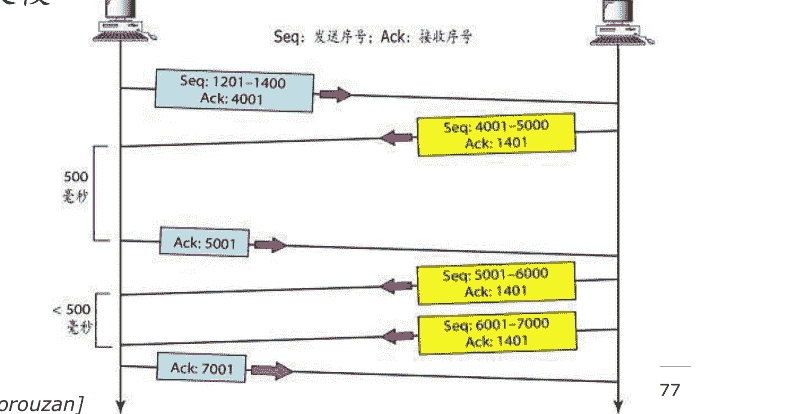 Seq: 发送序号; Ack: 接收序号
Seq: 1201–1400
Ack: 4001
Seq: 4001–5000
Ack: 1401
500
毫秒
Ack: 5001
Seq: 5001–6000
Ack: 1401
< 500
毫秒
Seq: 6001–7000
Ack: 1401
Ack: 7001
77
orouzan]